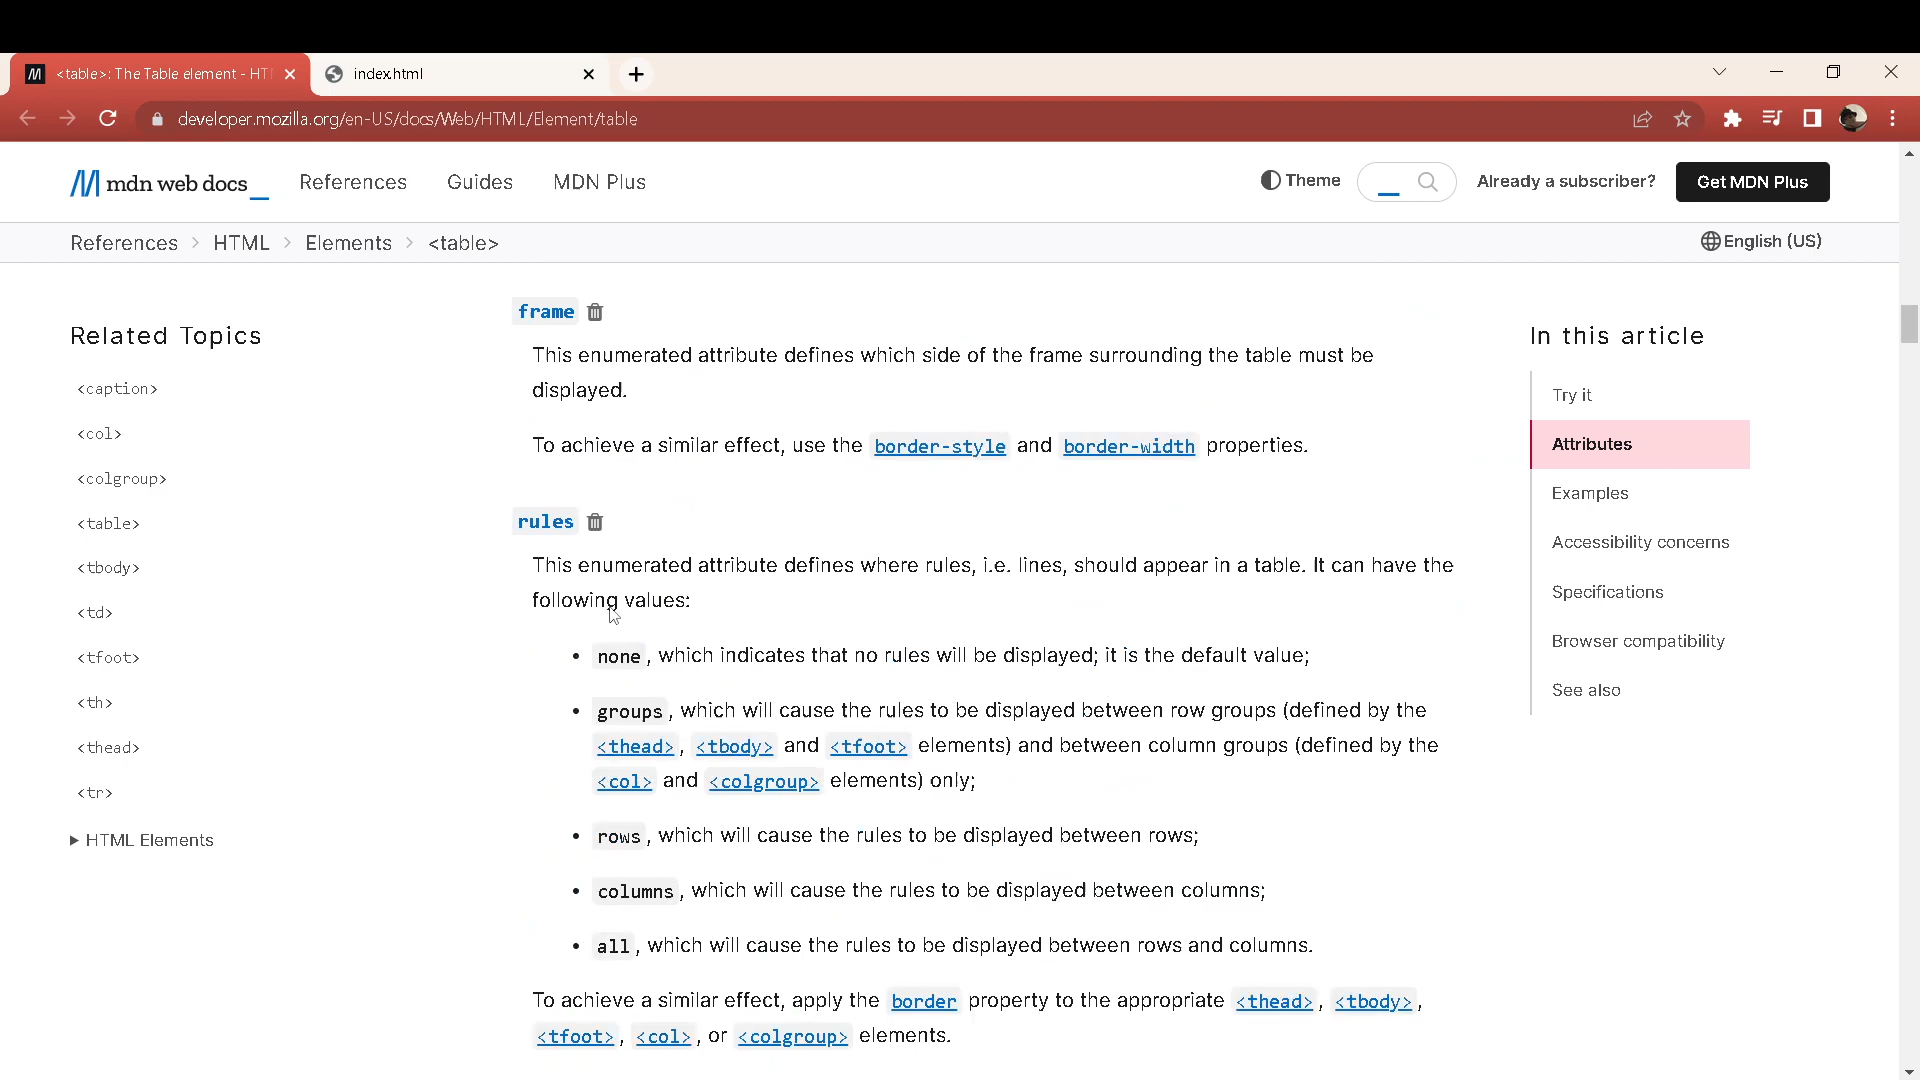 <table>: The Table element - HT
index.html
developer.mozilla.org/en-US/docs/Web/HTML/Element/table
mdn web docs_
References
Guides
MDN Plus
Theme
Already a subscriber?
Get MDN Plus
References > HTML > Elements > <table>
English (US)
Related Topics
<caption>
<col>
<colgroup>
<table>
<tbody>
<td>
<tfoot>
<th>
<thead>
<tr>
HTML Elements
frame
This enumerated attribute defines which side of the frame surrounding the table must be
displayed.
To achieve a similar effect, use the border-style and border-width properties.
rules
This enumerated attribute defines where rules, i.e. lines, should appear in a table. It can have the
following values:
• none, which indicates that no rules will be displayed; it is the default value;
• groups, which will cause the rules to be displayed between row groups (defined by the
<thead>, <tbody> and <tfoot> elements) and between column groups (defined by the
<col> and <colgroup> elements) only;
• rows, which will cause the rules to be displayed between rows;
• columns, which will cause the rules to be displayed between columns;
• all, which will cause the rules to be displayed between rows and columns.
To achieve a similar effect, apply the border property to the appropriate <thead>, <tbody>,
<tfoot>, <col>, or <colgroup> elements.
In this article
Try it
Attributes
Examples
Accessibility concerns
Specifications
Browser compatibility
See also